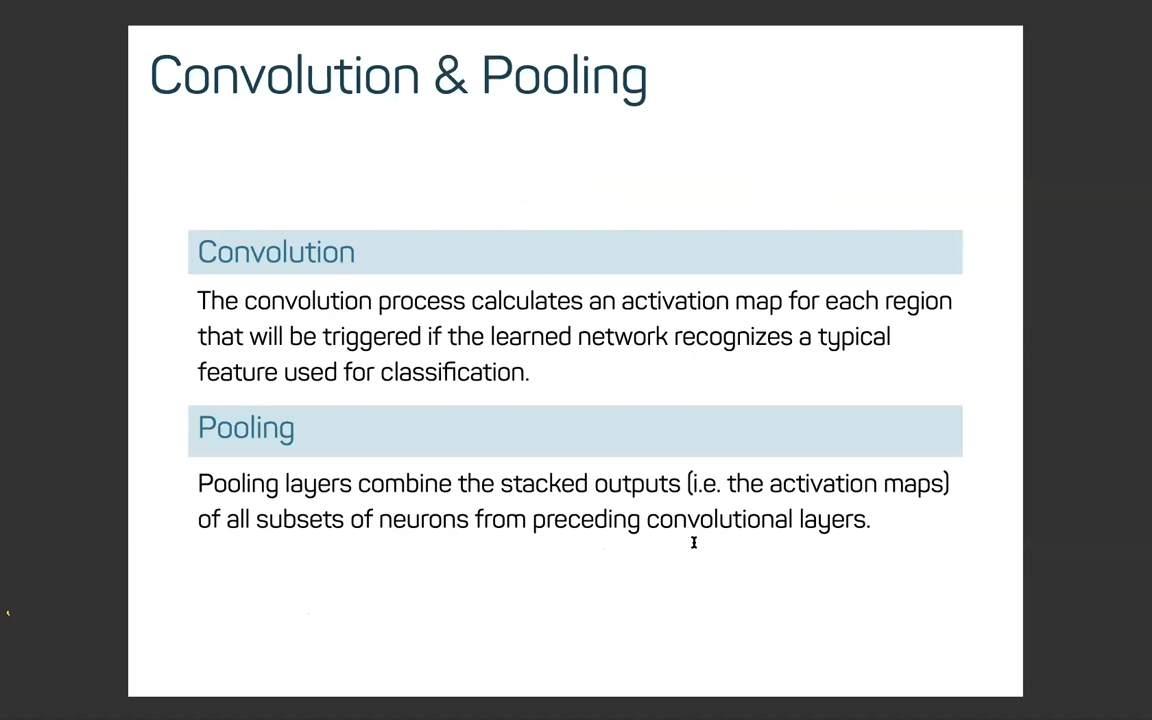 Convolution & Pooling
Convolution
The convolution process calculates an activation map for each region
that will be triggered if the learned network recognizes a typical
feature used for classification.
Pooling
Pooling layers combine the stacked outputs (i.e. the activation maps)
of all subsets of neurons from preceding convolutional layers.